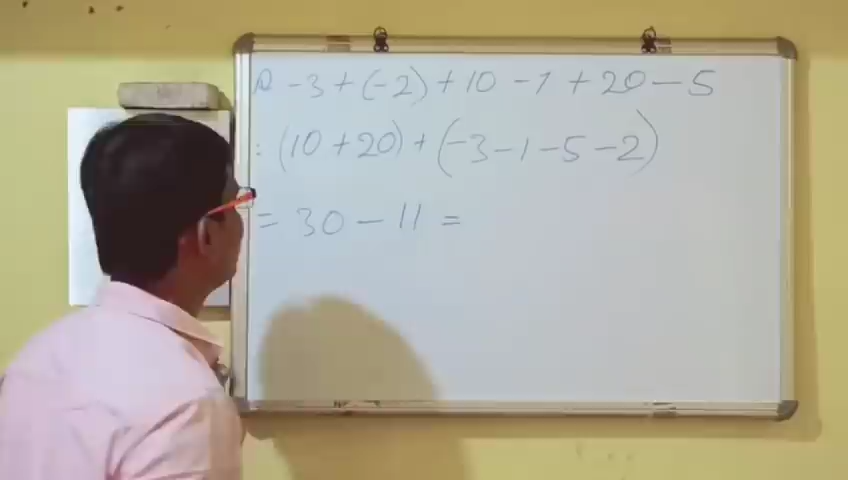 -3 + (-2) + 10 - 1 + 20 - 5
: (10 + 20) + (-3 - 1 - 5 - 2)
= 30 - 11 =